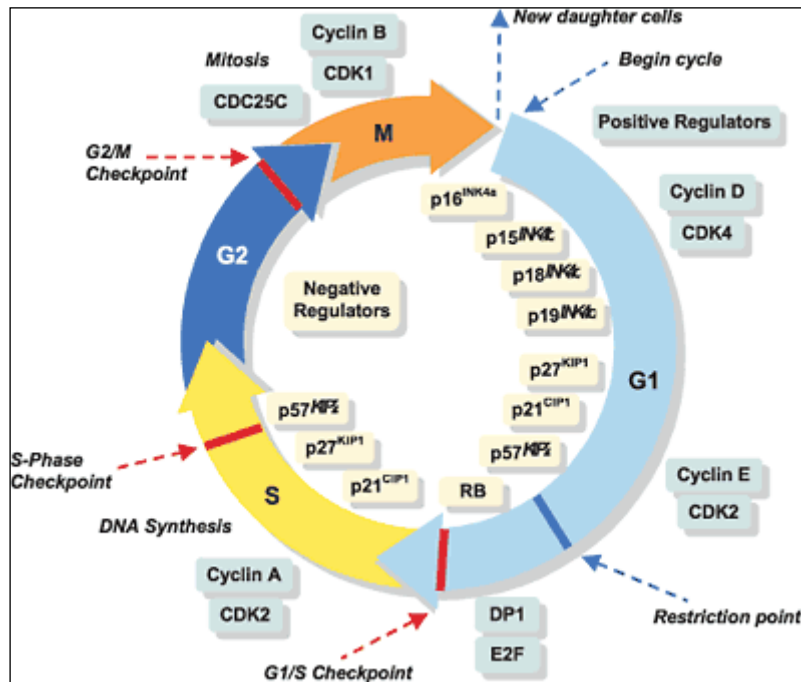 New daughter cells
Begin cycle
Positive Regulators
Cyclin B
CDK1
Mitosis
CDC25C
M
G2/M
Checkpoint
G2
Negative
Regulators
p16INK4a
p15
p18
p19
p27KIP1
p21CIP1
p57
RB
Cyclin D
CDK4
G1
Cyclin E
CDK2
Restriction point
DP1
E2F
G1/S Checkpoint
p57
p27KIP1
p21CIP1
S
S-Phase
Checkpoint
DNA Synthesis
Cyclin A
CDK2